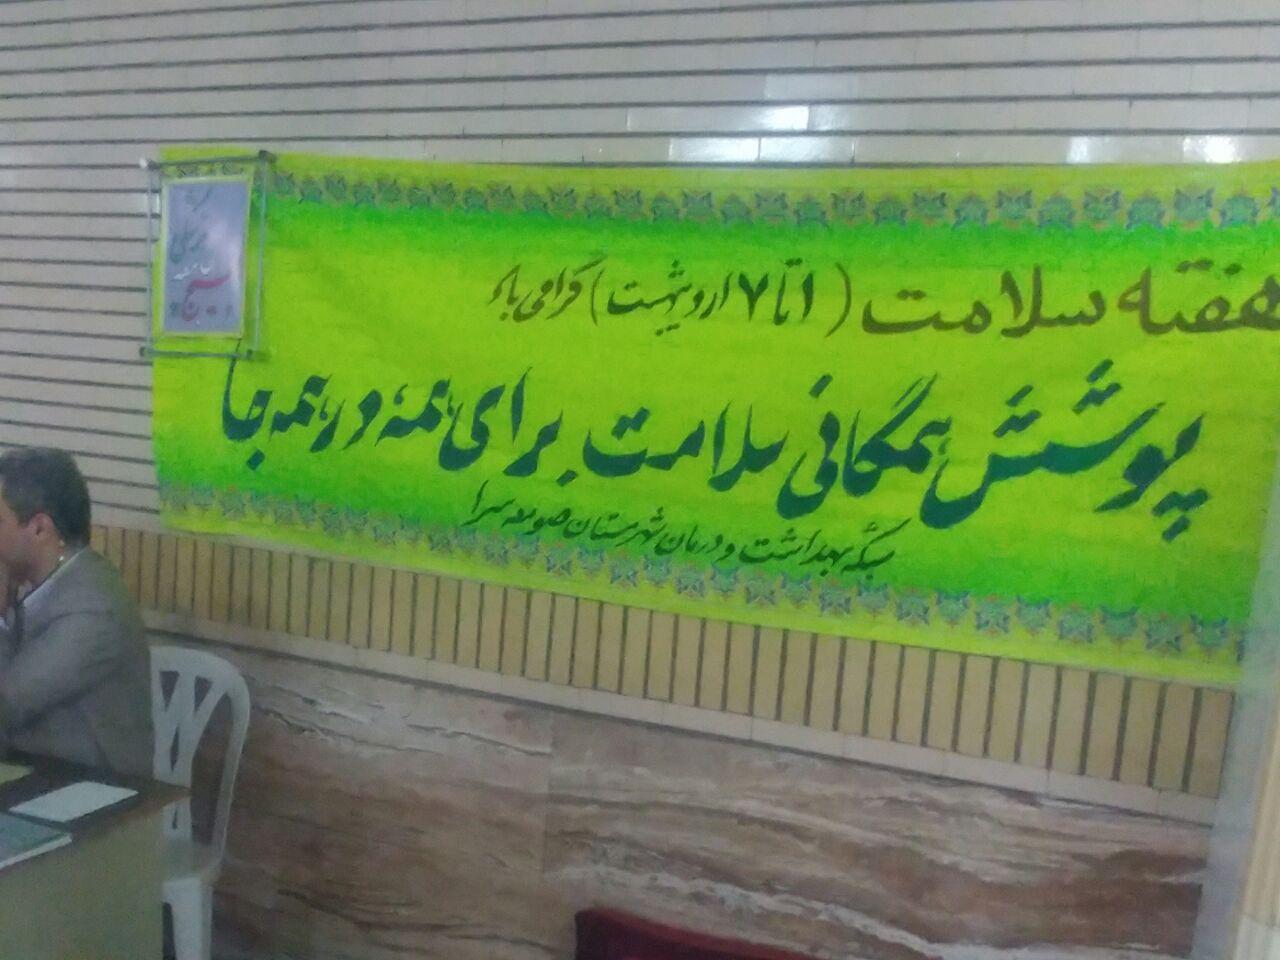 هفته سلامت (۱ تا ۷ اردیبهشت) گرامی باد
پوشش همگانی سلامت برای همه در همه جا
شبکه بهداشت و درمان شهرستان صومعه سرا
بسیج